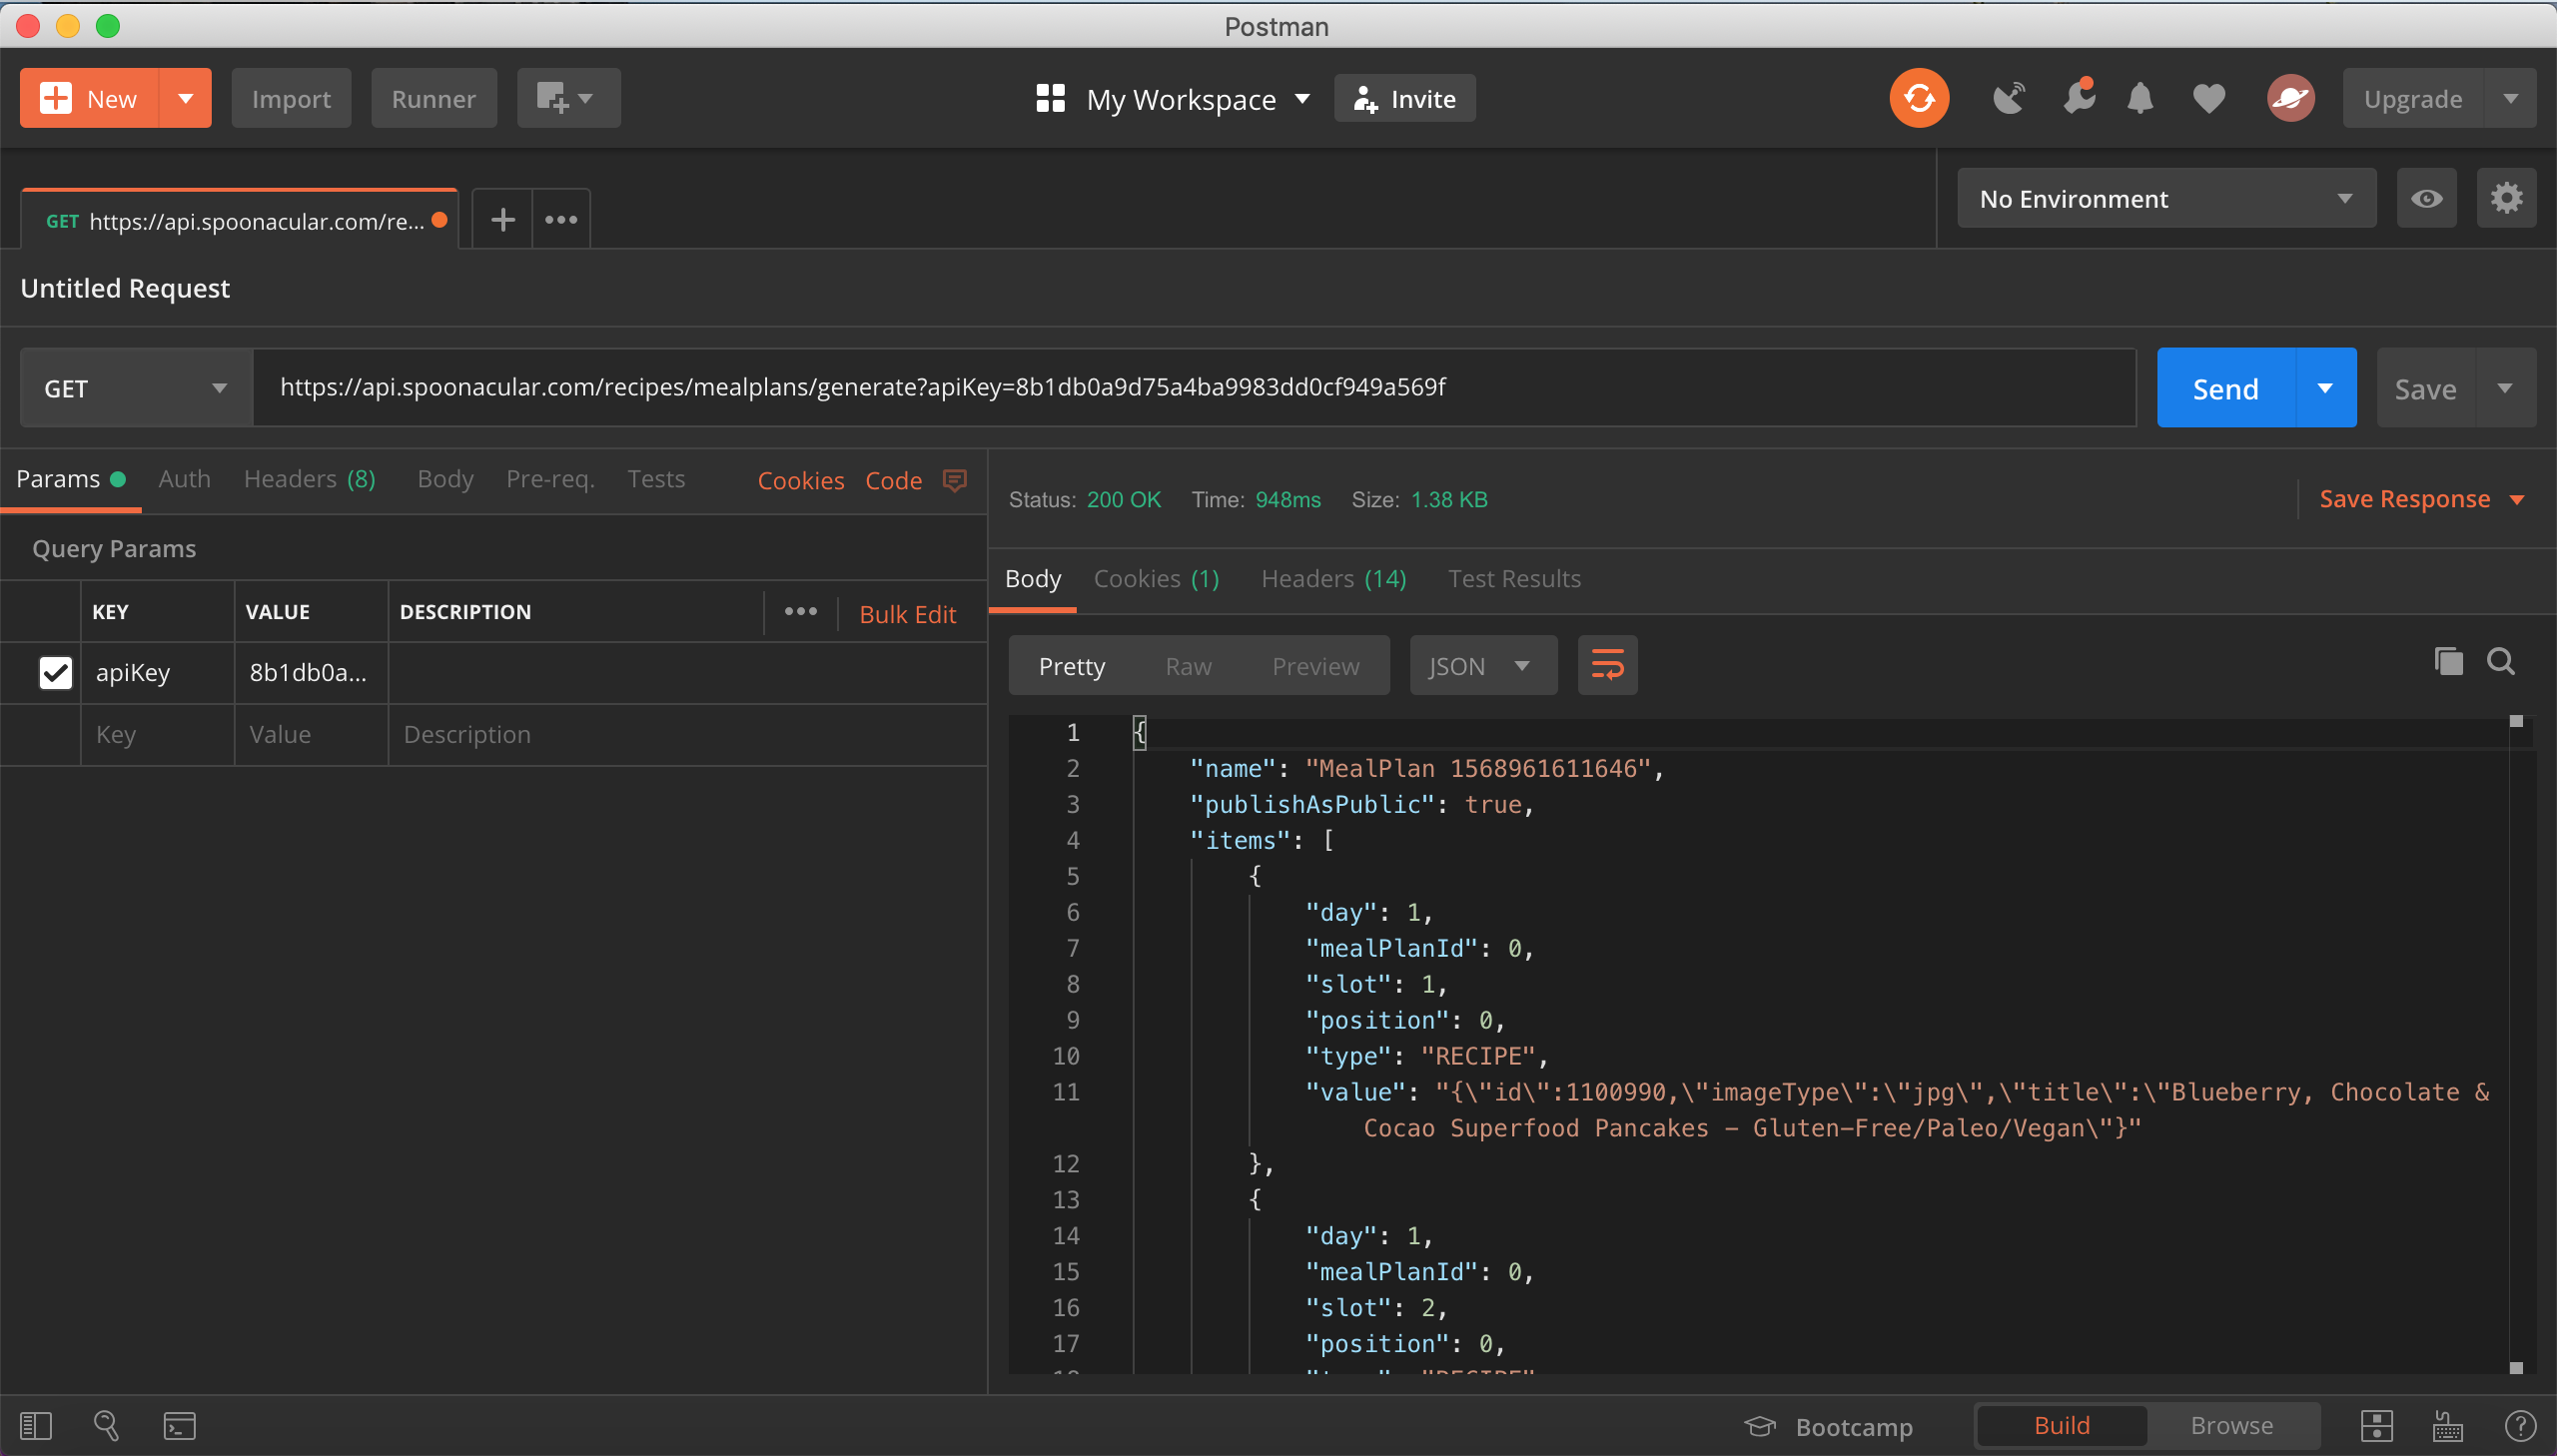 Postman
New
Import
Runner
My Workspace
Invite
Upgrade
GET https://api.spoonacular.com/re...
No Environment
Untitled Request
GET
https://api.spoonacular.com/recipes/mealplans/generate?apiKey=8b1db0a9d75a4ba9983dd0cf949a569f
Send
Save
Params
Auth
Headers (8)
Body
Pre-req.
Tests
Cookies
Code
Status: 200 OK
Time: 948ms
Size: 1.38 KB
Save Response
Query Params
KEY
VALUE
DESCRIPTION
Bulk Edit
apiKey
8b1db0a...
Key
Value
Description
Body
Cookies (1)
Headers (14)
Test Results
Pretty
Raw
Preview
JSON
1 {
2 "name": "MealPlan 1568961611646",
3 "publishAsPublic": true,
4 "items": [
5 {
6 "day": 1,
7 "mealPlanId": 0,
8 "slot": 1,
9 "position": 0,
10 "type": "RECIPE",
11 "value": "{\"id\":1100990,\"imageType\":\"jpg\",\"title\":\"Blueberry, Chocolate &
Cocao Superfood Pancakes - Gluten-Free/Paleo/Vegan\"}"
12 },
13 {
14 "day": 1,
15 "mealPlanId": 0,
16 "slot": 2,
17 "position": 0,
Bootcamp
Build
Browse